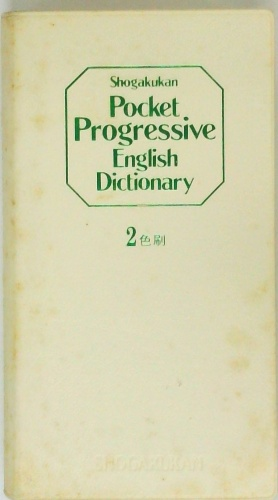 Shogakukan
Pocket
Progressive
English
Dictionary
2色刷
SHOGAKUKAN